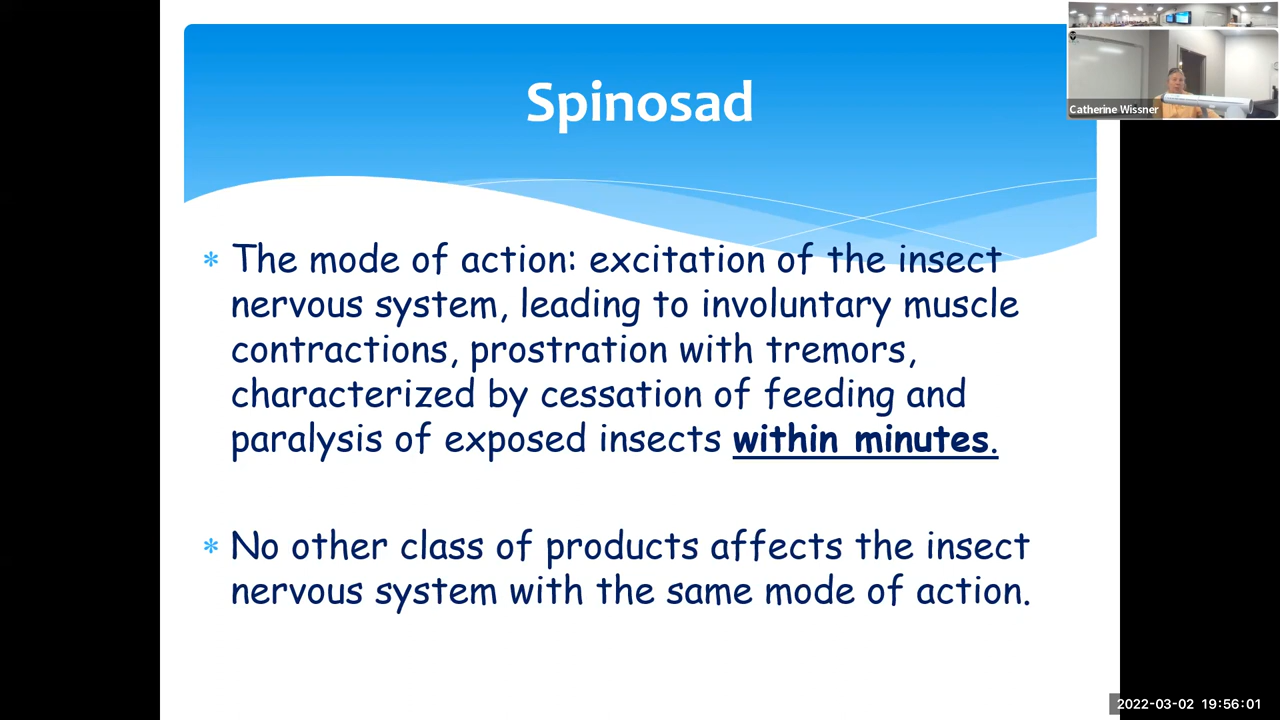 Spinosad
Catherine Wissner
* The mode of action: excitation of the insect
nervous system, leading to involuntary muscle
contractions, prostration with tremors,
characterized by cessation of feeding and
paralysis of exposed insects within minutes.
* No other class of products affects the insect
nervous system with the same mode of action.
2022-03-02 19:56:01